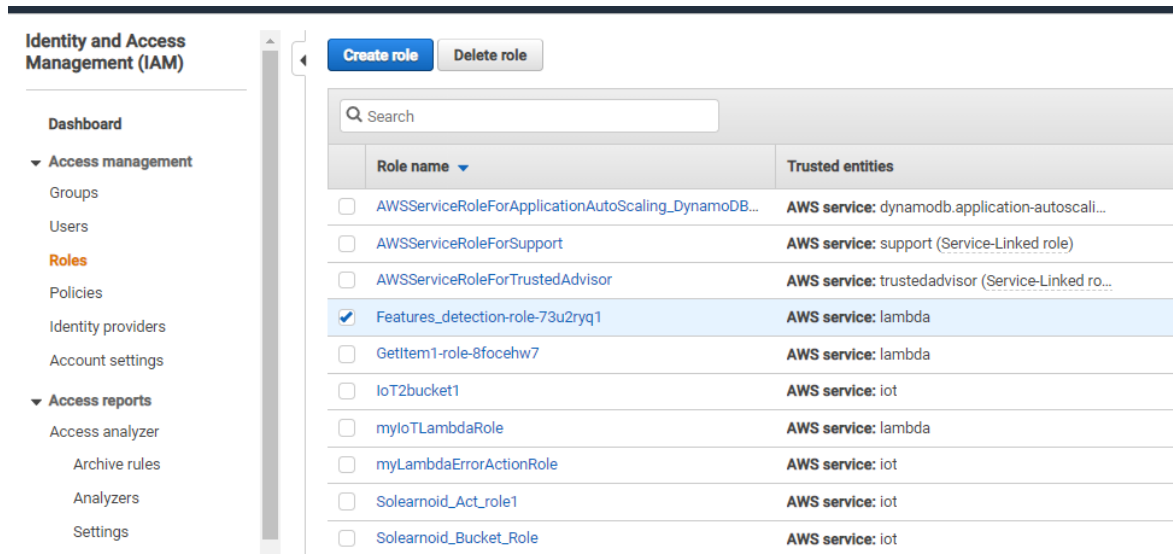 Identity and Access
Management (IAM)
Dashboard
Access management
Groups
Users
Roles
Policies
Identity providers
Account settings
Access reports
Access analyzer
Archive rules
Analyzers
Settings
Create role Delete role
Search
Role name Trusted entities
AWSServiceRoleForApplicationAutoScaling_DynamoDB... AWS service: dynamodb.application-autoscali...
AWSServiceRoleForSupport AWS service: support (Service-Linked role)
AWSServiceRoleForTrustedAdvisor AWS service: trustedadvisor (Service-Linked ro...
Features_detection-role-73u2ryq1 AWS service: lambda
GetItem1-role-8focehw7 AWS service: lambda
IoT2bucket1 AWS service: iot
myIoTLambdaRole AWS service: lambda
myLambdaErrorActionRole AWS service: iot
Solearnoid_Act_role1 AWS service: iot
Solearnoid_Bucket_Role AWS service: iot